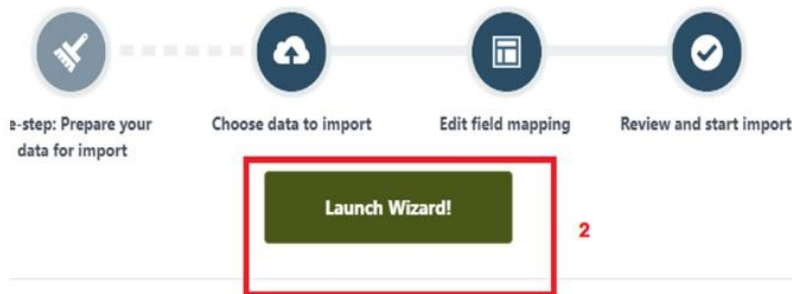 e-step: Prepare your
data for import
Choose data to import
Edit field mapping
Review and start import
Launch Wizard!
2